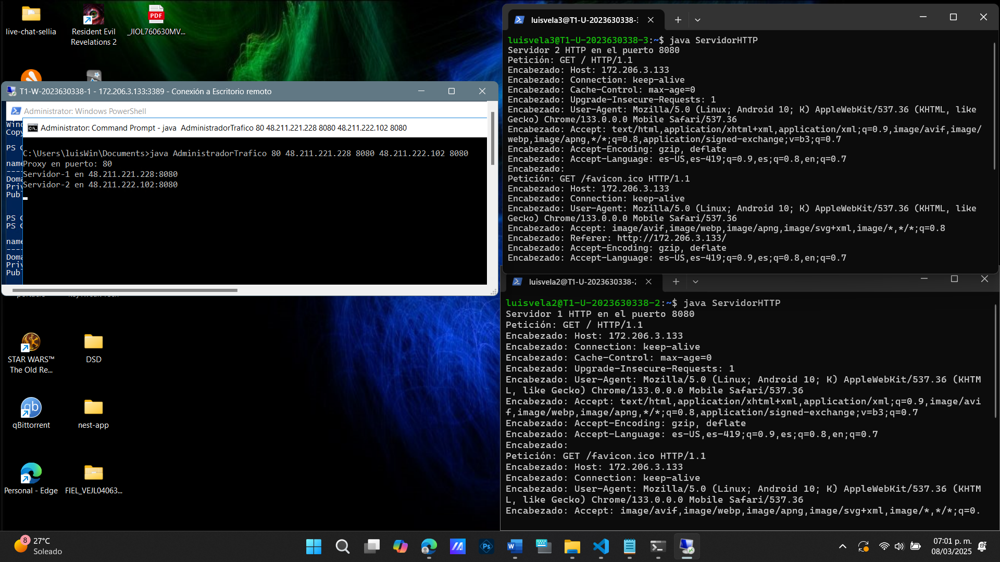 live-chat-sellia
Resident Evil
Revelations 2
PDF
_JIOL760630MV...
T1-W-2023630338-1 - 172.206.3.133:3389 - Conexión a Escritorio remoto
Administrator: Windows PowerShell
Wind
Copy
PS C
name
----
Doma
Priv
Publ
PS C
PS C
name
----
Doma
Priv
Publ
Administrator: Command Prompt - java  AdministradorTrafico 80 48.211.221.228 8080 48.211.222.102 8080
C:\Users\luisWin\Documents>java AdministradorTrafico 80 48.211.221.228 8080 48.211.222.102 8080
Proxy en puerto: 80
Servidor-1 en 48.211.221.228:8080
Servidor-2 en 48.211.222.102:8080
STAR WARS™
The Old Re...
DSD
qb
qBittorrent
nest-app
Personal - Edge
FIEL_VEJL04063...
luisvela3@T1-U-2023630338-3
luisvela3@T1-U-2023630338-3:~$ java ServidorHTTP
Servidor 2 HTTP en el puerto 8080
Petición: GET / HTTP/1.1
Encabezado: Host: 172.206.3.133
Encabezado: Connection: keep-alive
Encabezado: Cache-Control: max-age=0
Encabezado: Upgrade-Insecure-Requests: 1
Encabezado: User-Agent: Mozilla/5.0 (Linux; Android 10; K) AppleWebKit/537.36 (KHTML, like
Gecko) Chrome/133.0.0.0 Mobile Safari/537.36
Encabezado: Accept: text/html,application/xhtml+xml,application/xml;q=0.9,image/avif,image/
webp,image/apng,*/*;q=0.8,application/signed-exchange;v=b3;q=0.7
Encabezado: Accept-Encoding: gzip, deflate
Encabezado: Accept-Language: es-US,es-419;q=0.9,es;q=0.8,en;q=0.7
Encabezado:
Petición: GET /favicon.ico HTTP/1.1
Encabezado: Host: 172.206.3.133
Encabezado: Connection: keep-alive
Encabezado: User-Agent: Mozilla/5.0 (Linux; Android 10; K) AppleWebKit/537.36 (KHTML, like
Gecko) Chrome/133.0.0.0 Mobile Safari/537.36
Encabezado: Accept: image/avif,image/webp,image/apng,image/svg+xml,image/*,*/*;q=0.8
Encabezado: Referer: http://172.206.3.133/
Encabezado: Accept-Encoding: gzip, deflate
Encabezado: Accept-Language: es-US,es-419;q=0.9,es;q=0.8,en;q=0.7
luisvela2@T1-U-2023630338-2
luisvela2@T1-U-2023630338-2:~$ java ServidorHTTP
Servidor 1 HTTP en el puerto 8080
Petición: GET / HTTP/1.1
Encabezado: Host: 172.206.3.133
Encabezado: Connection: keep-alive
Encabezado: Cache-Control: max-age=0
Encabezado: Upgrade-Insecure-Requests: 1
Encabezado: User-Agent: Mozilla/5.0 (Linux; Android 10; K) AppleWebKit/537.36 (KHTM
L, like Gecko) Chrome/133.0.0.0 Mobile Safari/537.36
Encabezado: Accept: text/html,application/xhtml+xml,application/xml;q=0.9,image/avi
f,image/webp,image/apng,*/*;q=0.8,application/signed-exchange;v=b3;q=0.7
Encabezado: Accept-Encoding: gzip, deflate
Encabezado: Accept-Language: es-US,es-419;q=0.9,es;q=0.8,en;q=0.7
Encabezado:
Petición: GET /favicon.ico HTTP/1.1
Encabezado: Host: 172.206.3.133
Encabezado: Connection: keep-alive
Encabezado: User-Agent: Mozilla/5.0 (Linux; Android 10; K) AppleWebKit/537.36 (KHTM
L, like Gecko) Chrome/133.0.0.0 Mobile Safari/537.36
Encabezado: Accept: image/avif,image/webp,image/apng,image/svg+xml,image/*,*/*;q=0.
8
27°C
Soleado
Ps
W
07:01 p. m.
08/03/2025